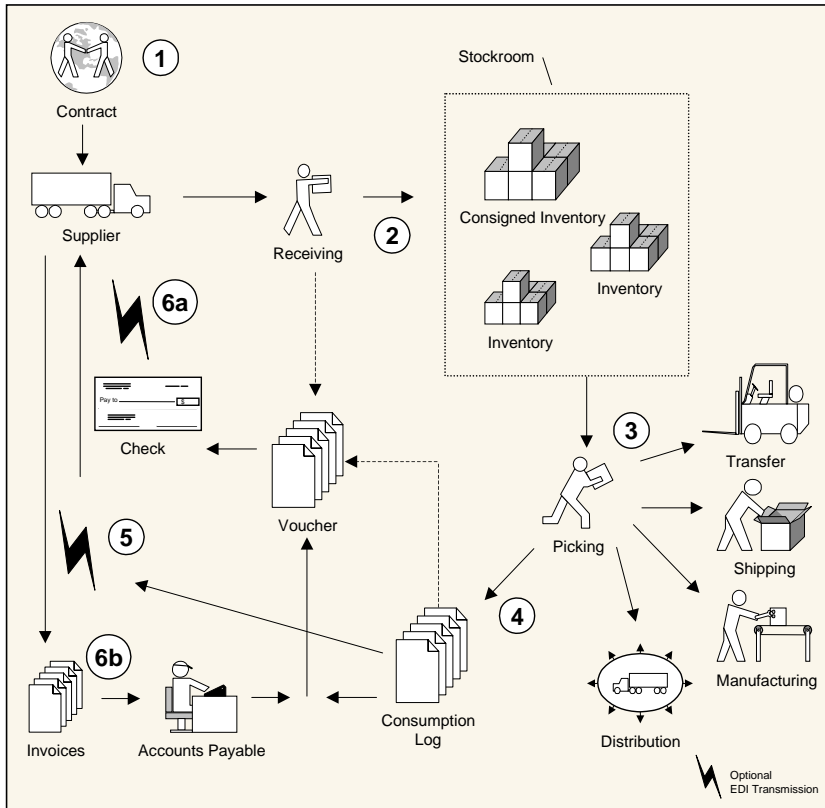 1
Contract
Stockroom
Supplier
Receiving
2
Consigned Inventory
Inventory
Inventory
6a
Pay to
$
Check
Voucher
3
Picking
Transfer
Shipping
Manufacturing
Distribution
5
4
6b
Invoices
Accounts Payable
Consumption
Log
Optional
EDI Transmission